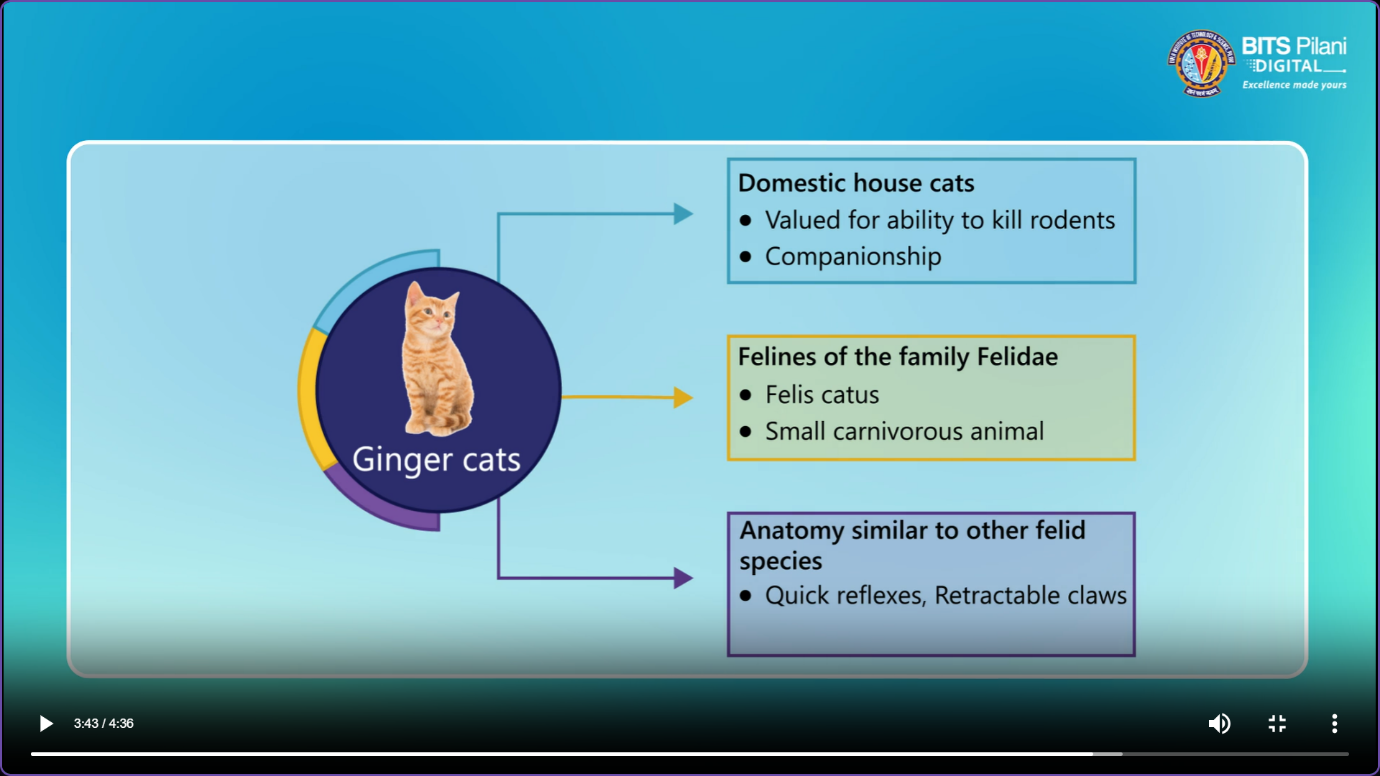 BITS Pilani
DIGITAL
Excellence made yours
Domestic house cats
● Valued for ability to kill rodents
● Companionship
Ginger cats
Felines of the family Felidae
● Felis catus
● Small carnivorous animal
Anatomy similar to other felid
species
● Quick reflexes, Retractable claws
3:43 / 4:36